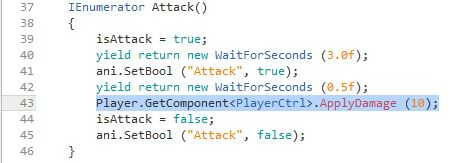 37 IEnumerator Attack()
38 {
39 isAttack = true;
40 yield return new WaitForSeconds (3.0f);
41 ani.SetBool ("Attack", true);
42 yield return new WaitForSeconds (0.5f);
43 Player.GetComponent<PlayerCtrl>.ApplyDamage (10);
44 isAttack = false;
45 ani.SetBool ("Attack", false);
46 }